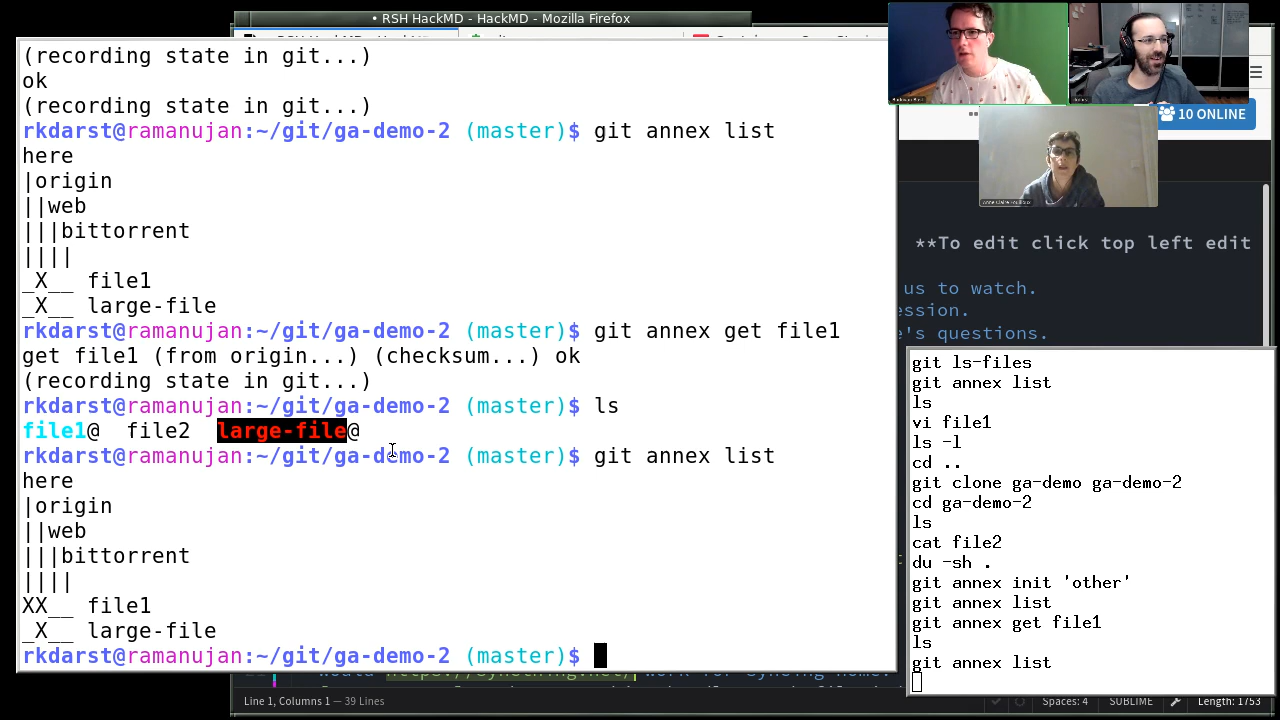 • RSH HackMD - HackMD - Mozilla Firefox
(recording state in git...)
ok
(recording state in git...)
rkdarst@ramanujan:~/git/ga-demo-2 (master)$ git annex list
here
|origin
||web
|||bittorrent
||||
_X__ file1
_X__ large-file
rkdarst@ramanujan:~/git/ga-demo-2 (master)$ git annex get file1
get file1 (from origin...) (checksum...) ok
(recording state in git...)
rkdarst@ramanujan:~/git/ga-demo-2 (master)$ ls
file1@  file2  large-file@
rkdarst@ramanujan:~/git/ga-demo-2 (master)$ git annex list
here
|origin
||web
|||bittorrent
||||
XX__ file1
_X__ large-file
rkdarst@ramanujan:~/git/ga-demo-2 (master)$
10 ONLINE
**To edit click top left edit
us to watch.
ession.
e's questions.
git ls-files
git annex list
ls
vi file1
ls -l
cd ..
git clone ga-demo ga-demo-2
cd ga-demo-2
ls
cat file2
du -sh .
git annex init 'other'
git annex list
git annex get file1
ls
git annex list
Line 1, Columns 1 — 39 Lines
Spaces: 4
SUBLIME
Length: 1753